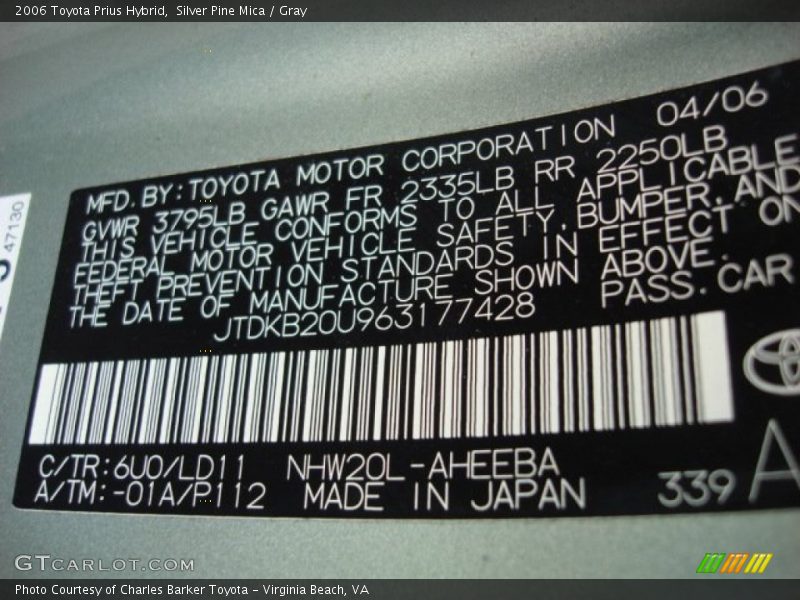 2006 Toyota Prius Hybrid,  Silver Pine Mica / Gray
47130
MFD. BY: TOYOTA MOTOR CORPORATION 04/06
GVWR 3795LB GAWR FR 2335LB RR 2250LB
THIS VEHICLE CONFORMS TO ALL APPLICABLE
FEDERAL MOTOR VEHICLE SAFETY, BUMPER, AND
THEFT PREVENTION STANDARDS IN EFFECT ON
THE DATE OF MANUFACTURE SHOWN ABOVE.
JTDKB20U963177428 PASS. CAR
C/TR:6U0/LD11 NHW20L-AHEEBA
A/TM:-01A/P112 MADE IN JAPAN 339 A
GTCARLOT.COM
Photo Courtesy of Charles Barker Toyota – Virginia Beach, VA